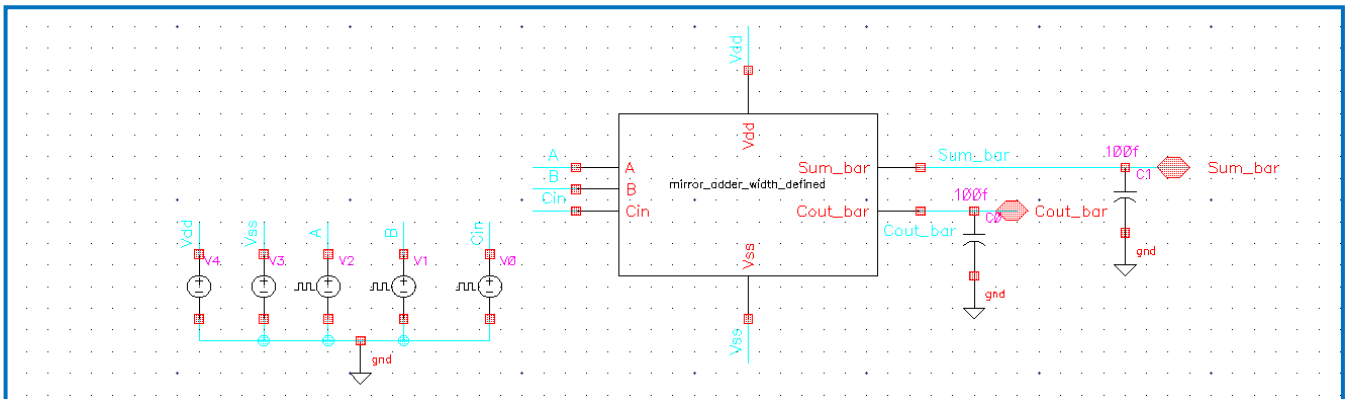 Vdd
Vdd
A
A
Sum_bar
Sum_bar
.100f
C1
Sum_bar
B
B
mirror_adder_width_defined
Cin
Cin
Cout_bar
Cout_bar
.100f
C0
Cout_bar
gnd
gnd
Vss
Vss
Vdd
Vss
A
B
Cin
V4.
V3.
V2
V1
.V0
gnd